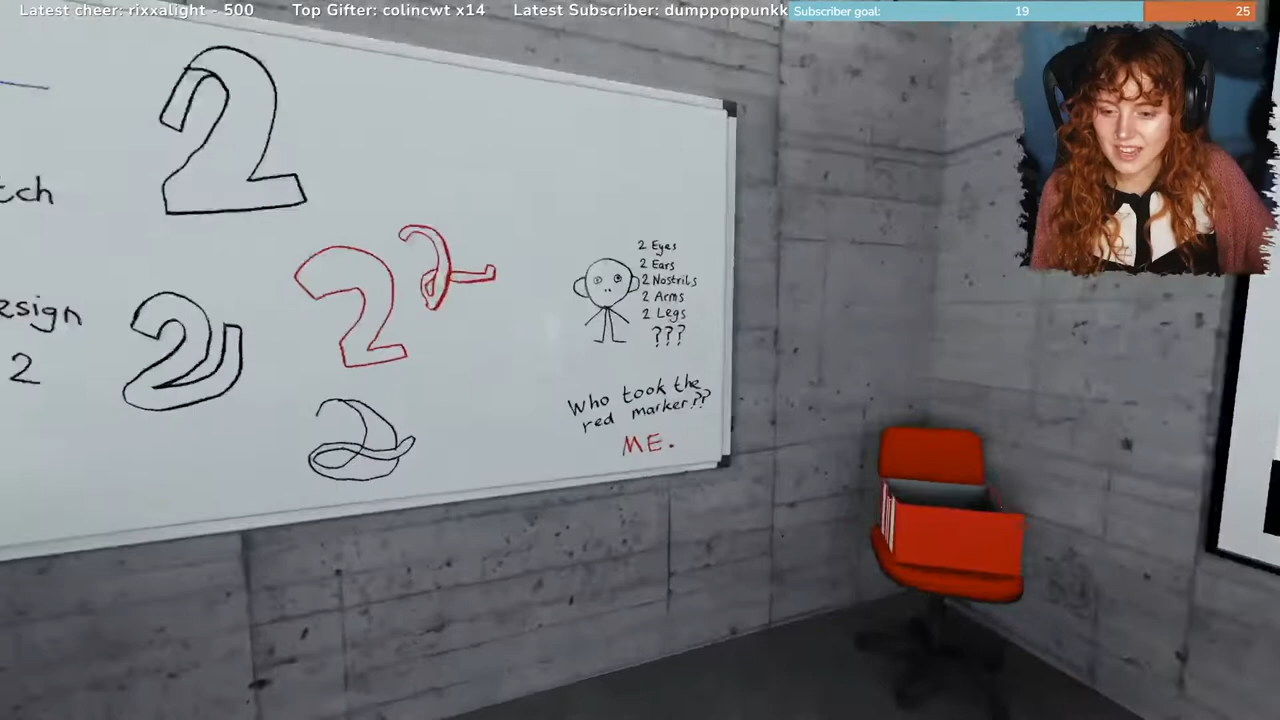 Latest cheer: rixxalight - 500 Top Gifter: colincwt x14 Latest Subscriber: dumppoppunkk Subscriber goal: 19 25
2
tch
2
2
2
esign
2
2
2
2 Eyes
2 Ears
2 Nostrils
2 Arms
2 Legs
???
Who took the
red marker??
ME.